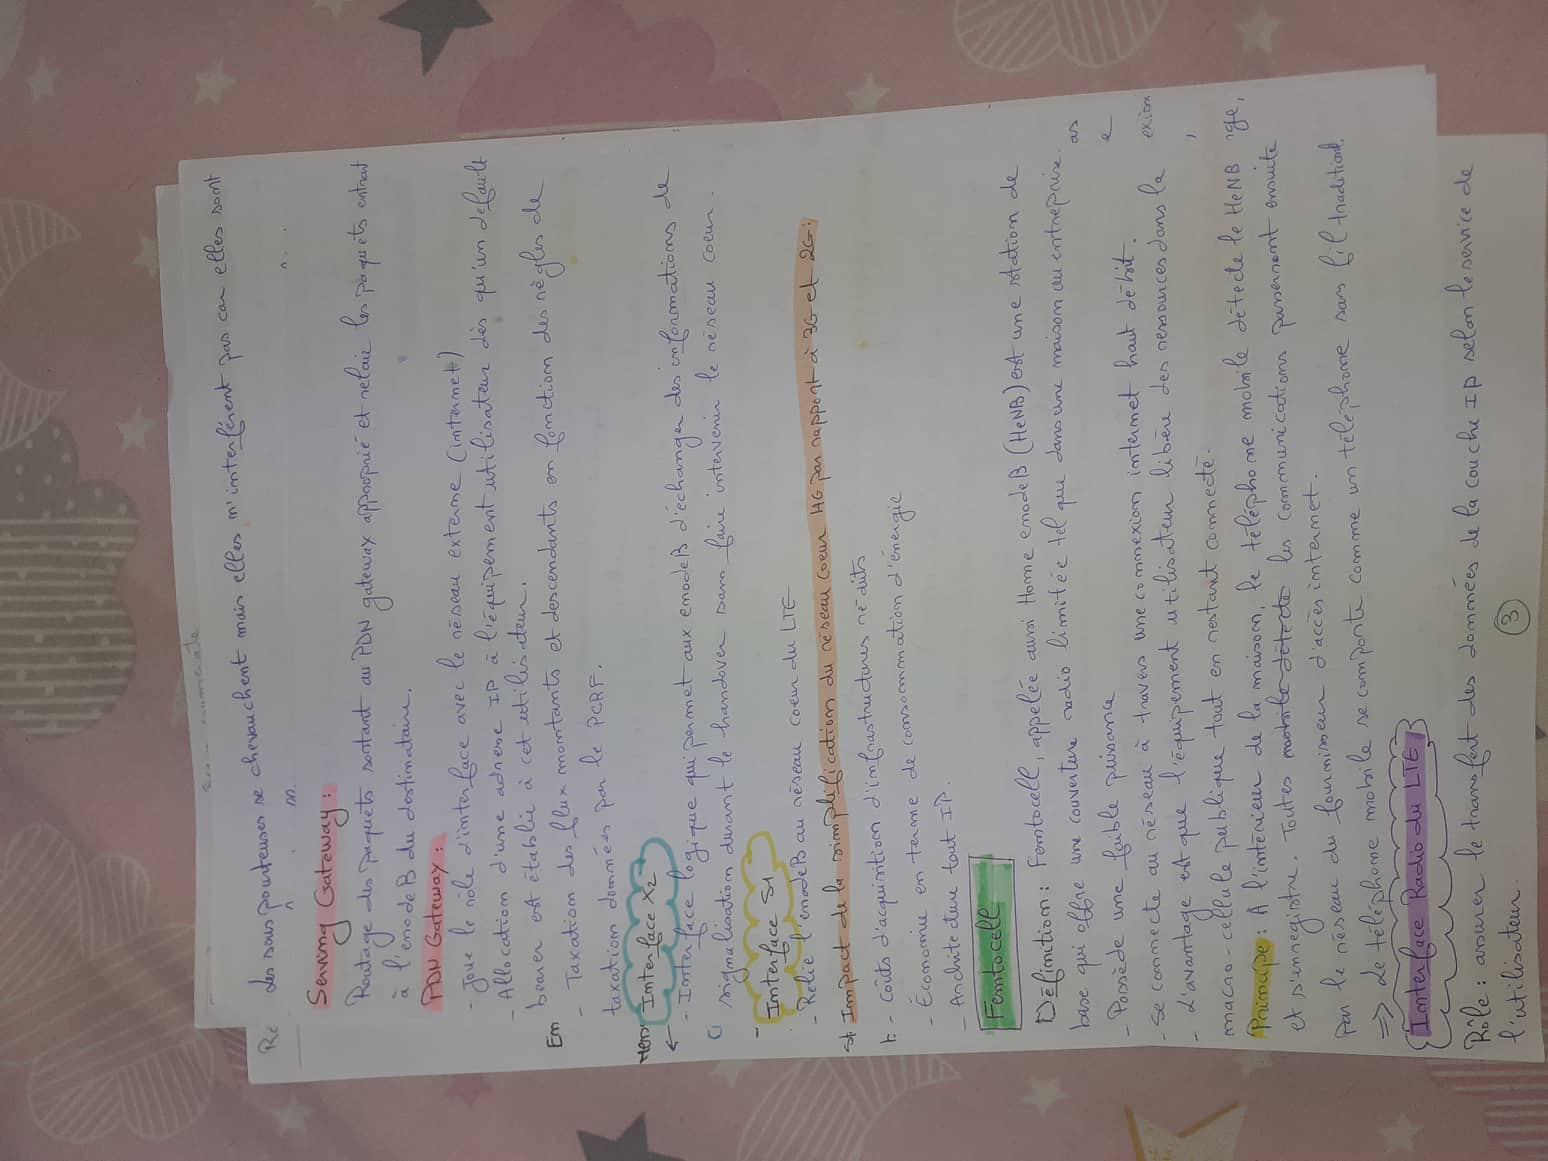 Les sous porteuses se chevauchent mais elles n'interfèrent pas car elles sont
Serving Gateway :
Routage des paquets sortant au PDN gateway approprié et relaie les paquets entrat
à l'enodeB du destinataire.
PDN Gateway :
- Joue le rôle d'interface avec le réseau externe (internet)
- Allocation d'une adresse IP à l'équipement utilisateur dès qu'un default
bearer est établie à cet utilisateur.
- Taxation des flux montants et descendants en fonction des règles de
taxation données par le PCRF.
Interface X2
- Interface logique qui permet aux enodeB d'échanger des informations de
signalisation durant le handover sans faire intervenir le réseau coeur.
Interface S1
- Relie l'enodeB au réseau coeur du LTE
Impact de la simplification du réseau coeur 4G par rapport à 3G et 2G:
- Coûts d'acquisition d'infrastructures réduits
- Économie en terme de consommation d'énergie
- Architecture tout IP.
Femtocell
Définition : Femtocell, appelée aussi Home enodeB (HeNB) est une station de
base qui offre une couverture radio limitée tel que dans une maison ou entreprise.
- Possède une faible puissance
- Se connecte au réseau à travers une connexion internet haut débit.
- L'avantage est que l'équipement utilisateur libère des ressources dans la
macro-cellule publique tout en restant connecté.
Principe : A l'intérieur de la maison, le téléphone mobile détecte le HeNB
et s'enregistre. Toutes mobile détecte les communications passeront ensuite
par le réseau du fournisseur d'accès internet.
=> Le téléphone mobile se comporte comme un téléphone sans fil traditionnel.
Interface Radio du LTE
Rôle : assurer le transfert des données de la couche IP selon le service de
l'utilisateur.
3